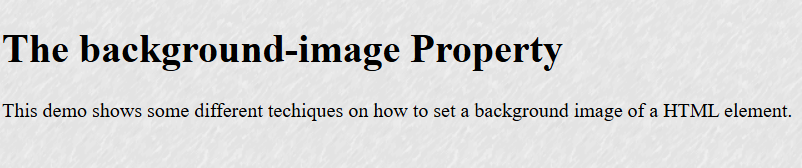 The background-image Property
This demo shows some different techiques on how to set a background image of a HTML element.